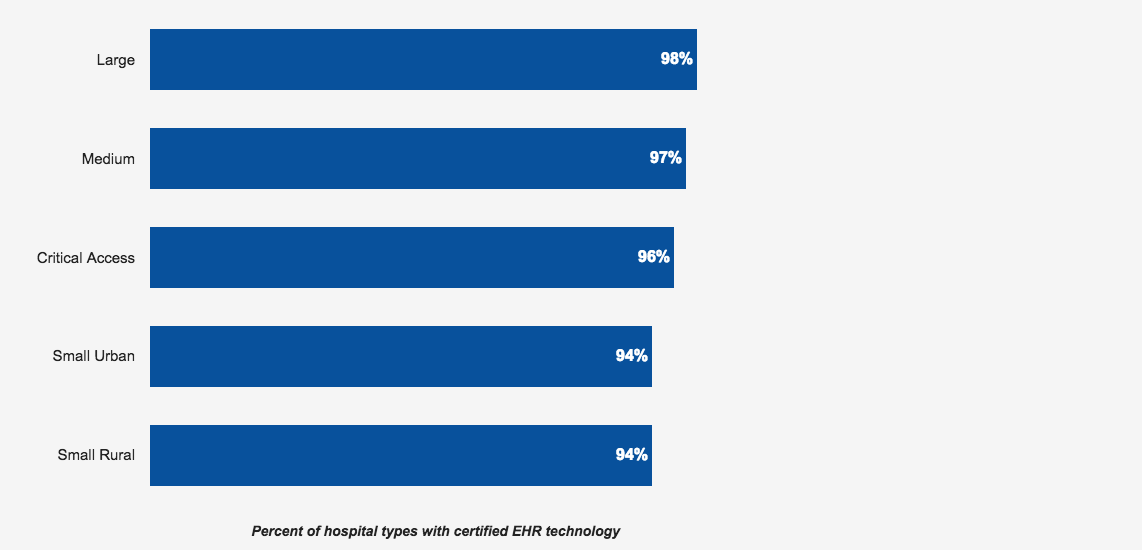 Large 98%
Medium 97%
Critical Access 96%
Small Urban 94%
Small Rural 94%
Percent of hospital types with certified EHR technology